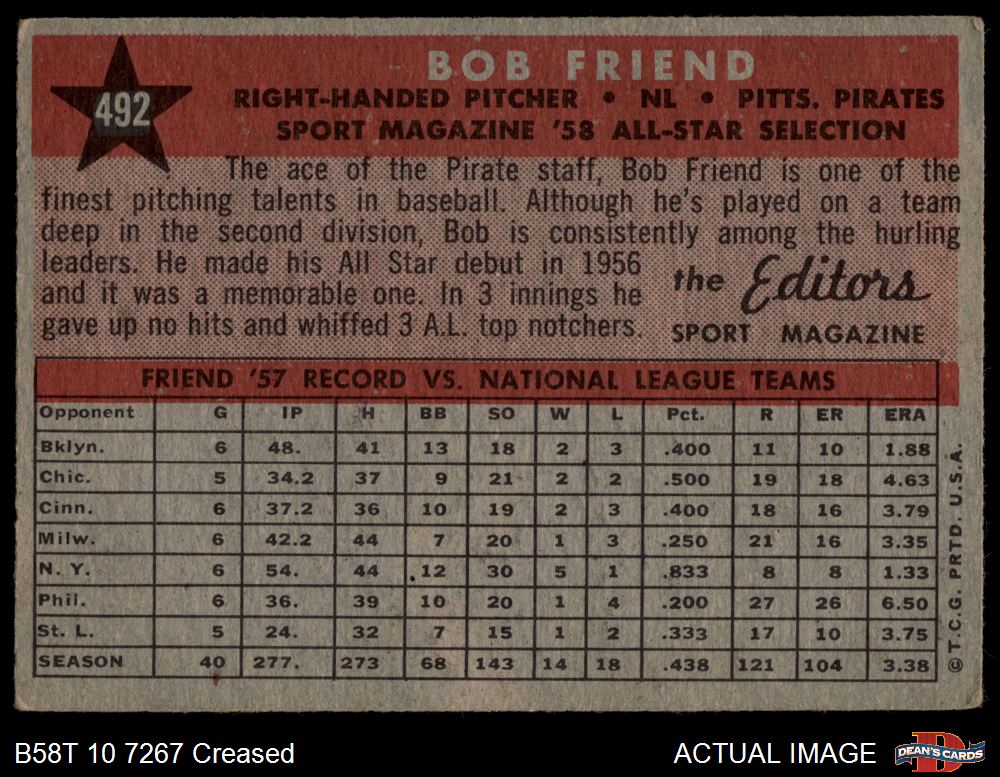 BOB FRIEND
492
RIGHT-HANDED PITCHER • NL • PITTS. PIRATES
SPORT MAGAZINE '58 ALL-STAR SELECTION
The ace of the Pirate staff, Bob Friend is one of the
finest pitching talents in baseball. Although he's played on a team
deep in the second division, Bob is consistently among the hurling
leaders. He made his All Star debut in 1956
and it was a memorable one. In 3 innings he
gave up no hits and whiffed 3 A.L. top notchers.
the Editors
SPORT MAGAZINE
FRIEND '57 RECORD VS. NATIONAL LEAGUE TEAMS
Opponent G IP H BB SO W L Pct. R ER ERA
Bklyn. 6 48. 41 13 18 2 3 .400 11 10 1.88
Chic. 5 34.2 37 9 21 2 2 .500 19 18 4.63
Cinn. 6 37.2 36 10 19 2 3 .400 18 16 3.79
Milw. 6 42.2 44 7 20 1 3 .250 21 16 3.35
N. Y. 6 54. 44 12 30 5 1 .833 8 8 1.33
Phil. 6 36. 39 10 20 1 4 .200 27 26 6.50
St. L. 5 24. 32 7 15 1 2 .333 17 10 3.75
SEASON 40 277. 273 68 143 14 18 .438 121 104 3.38
© T.C.G. PRTD. U.S.A.
B58T 10 7267 Creased
ACTUAL IMAGE
DEAN'S CARDS